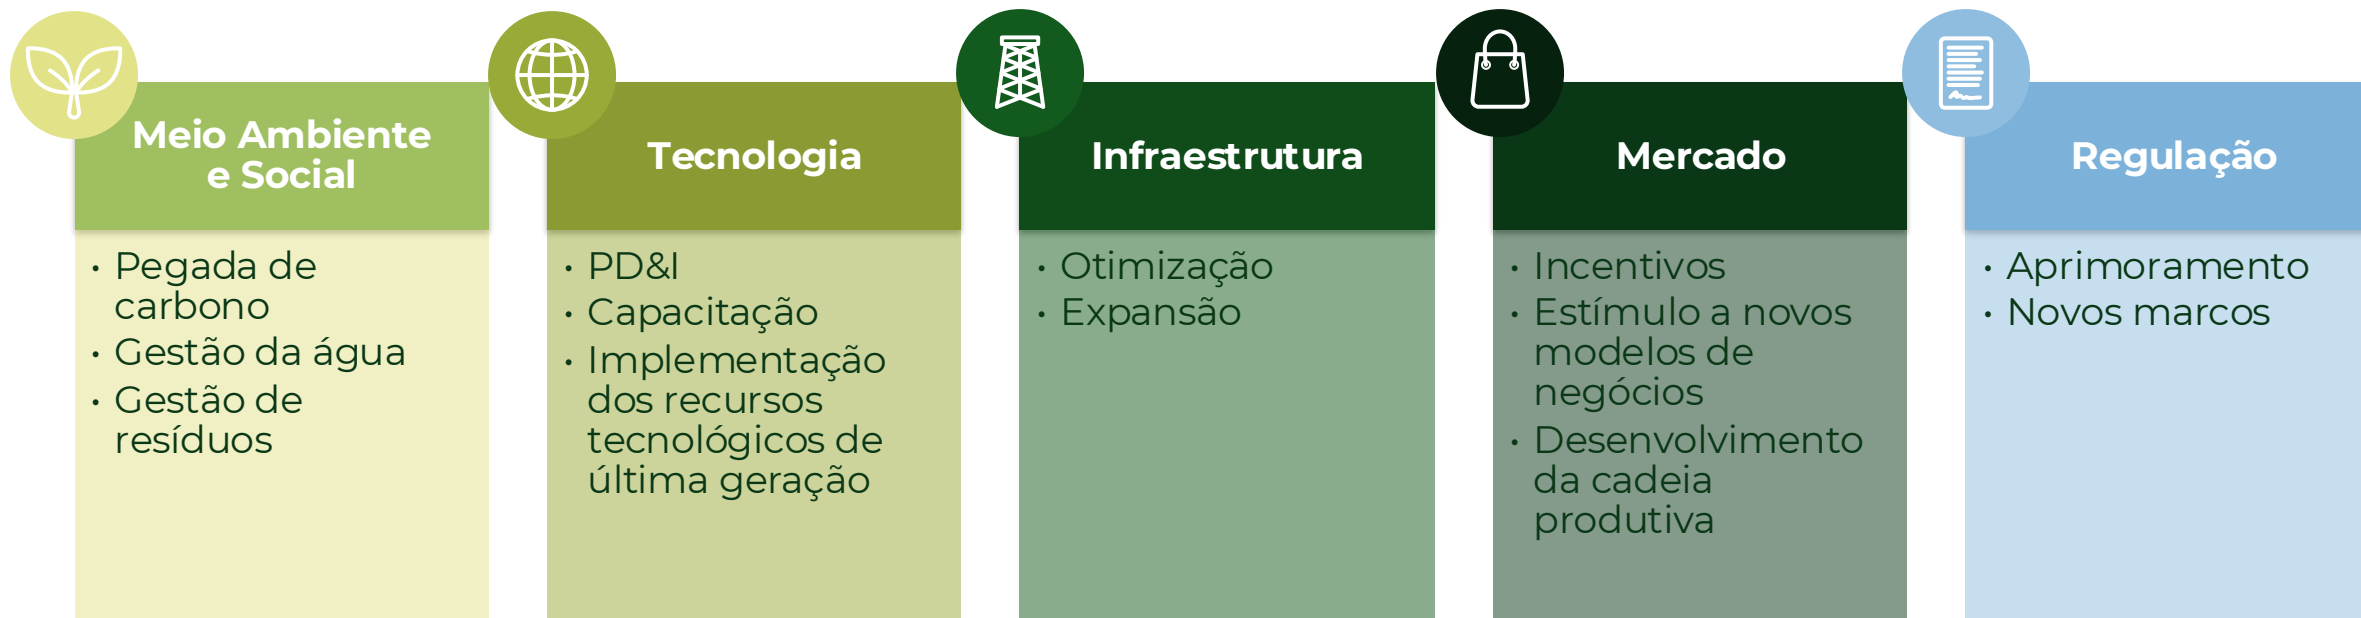 Meio Ambiente
e Social
• Pegada de
carbono
• Gestão da água
• Gestão de
resíduos
Tecnologia
• PD&I
• Capacitação
• Implementação
dos recursos
tecnológicos de
última geração
Infraestrutura
• Otimização
• Expansão
Mercado
• Incentivos
• Estímulo a novos
modelos de
negócios
• Desenvolvimento
da cadeia
produtiva
Regulação
• Aprimoramento
• Novos marcos